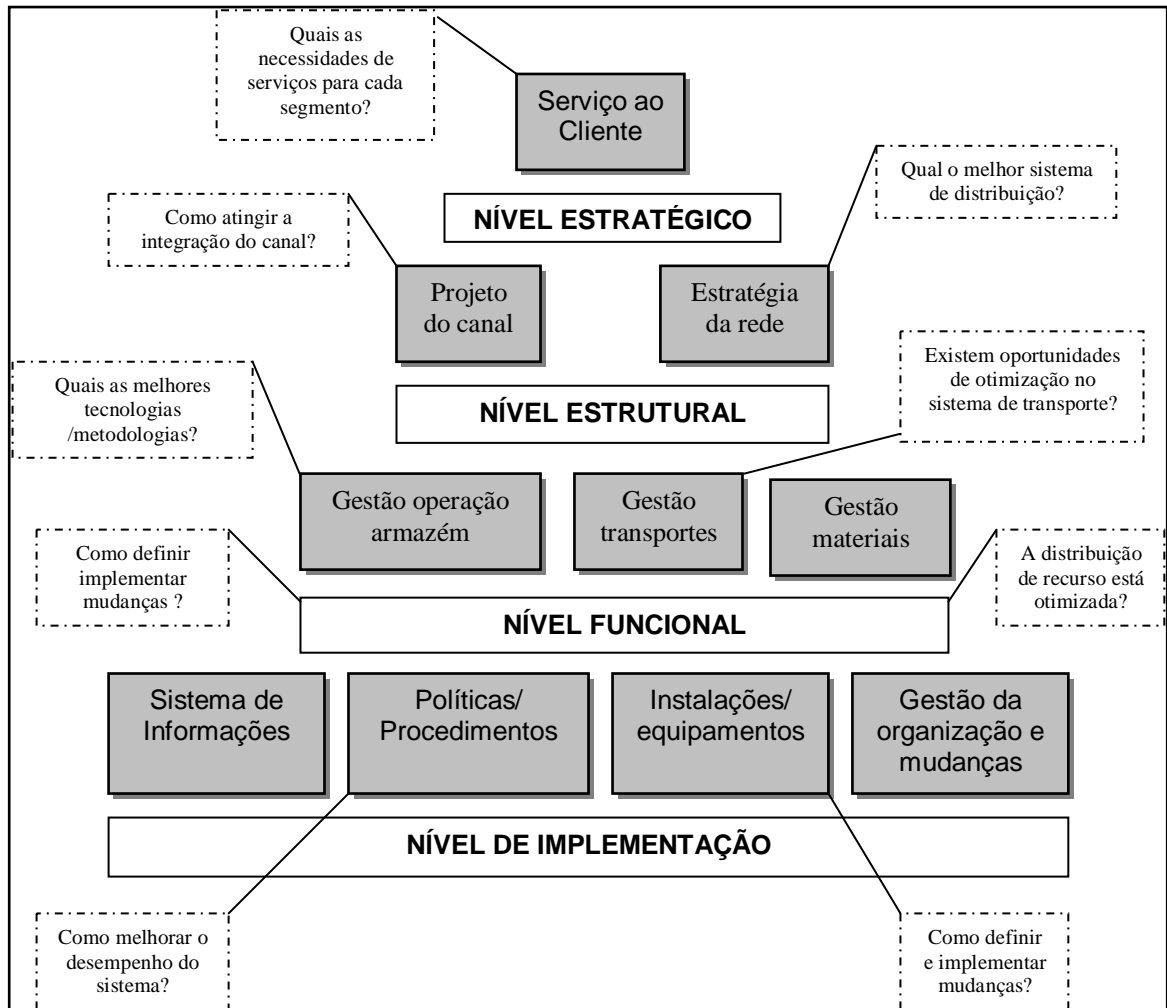 Quais as
necessidades de
serviços para cada
segmento?
Serviço ao
Cliente
Qual o melhor sistema
de distribuição?
Como atingir a
integração do canal?
NÍVEL ESTRATÉGICO
Projeto
do canal
Estratégia
da rede
Existem oportunidades
de otimização no
sistema de transporte?
Quais as melhores
tecnologias
/metodologias?
NÍVEL ESTRUTURAL
Gestão operação
armazém
Gestão
transportes
Gestão
materiais
Como definir
implementar
mudanças ?
A distribuição
de recurso está
otimizada?
NÍVEL FUNCIONAL
Sistema de
Informações
Políticas/
Procedimentos
Instalações/
equipamentos
Gestão da
organização e
mudanças
NÍVEL DE IMPLEMENTAÇÃO
Como melhorar o
desempenho do
sistema?
Como definir
e implementar
mudanças?